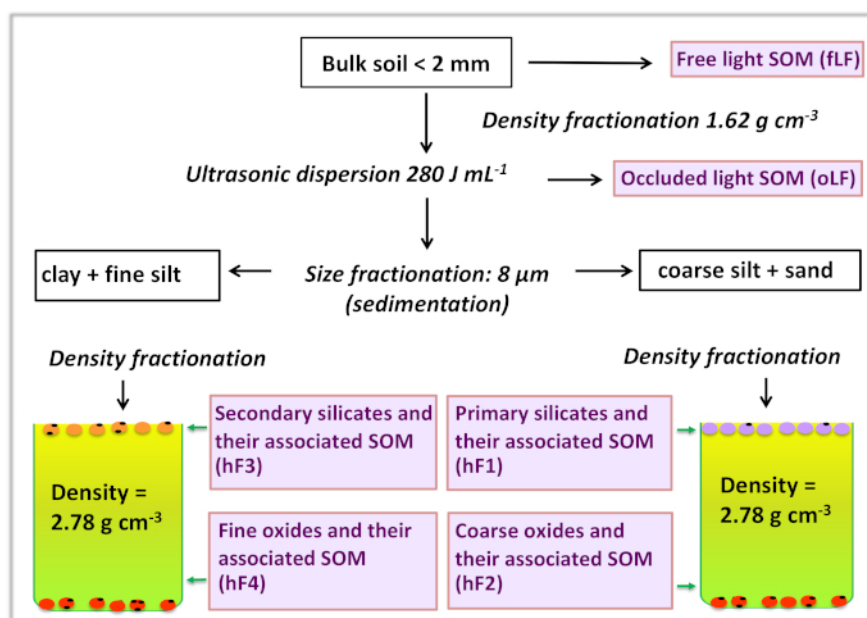 Bulk soil < 2 mm
Free light SOM (fLF)
Density fractionation 1.62 g cm⁻³
Ultrasonic dispersion 280 J mL⁻¹
Occluded light SOM (oLF)
clay + fine silt
Size fractionation: 8 µm
(sedimentation)
coarse silt + sand
Density fractionation
Density fractionation
Secondary silicates and
their associated SOM
(hF3)
Primary silicates and
their associated SOM
(hF1)
Density =
2.78 g cm⁻³
Density =
2.78 g cm⁻³
Fine oxides and their
associated SOM
(hF4)
Coarse oxides and
their associated SOM
(hF2)